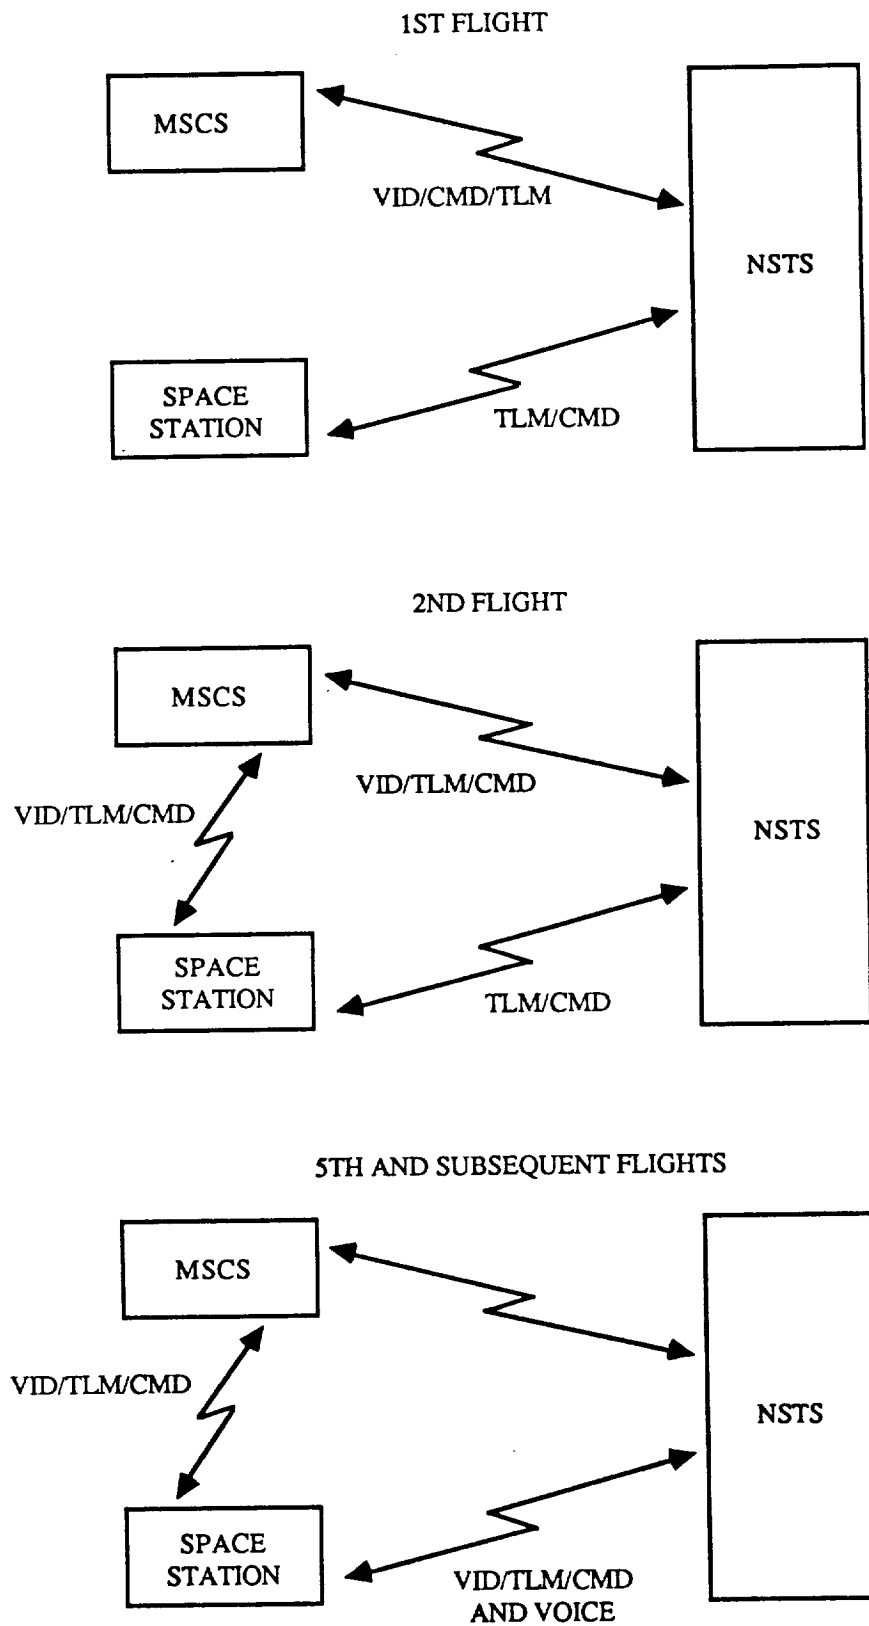 1ST FLIGHT
MSCS
VID/CMD/TLM
NSTS
SPACE
STATION
TLM/CMD
2ND FLIGHT
MSCS
VID/TLM/CMD
VID/TLM/CMD
NSTS
SPACE
STATION
TLM/CMD
5TH AND SUBSEQUENT FLIGHTS
MSCS
VID/TLM/CMD
NSTS
SPACE
STATION
VID/TLM/CMD
AND VOICE